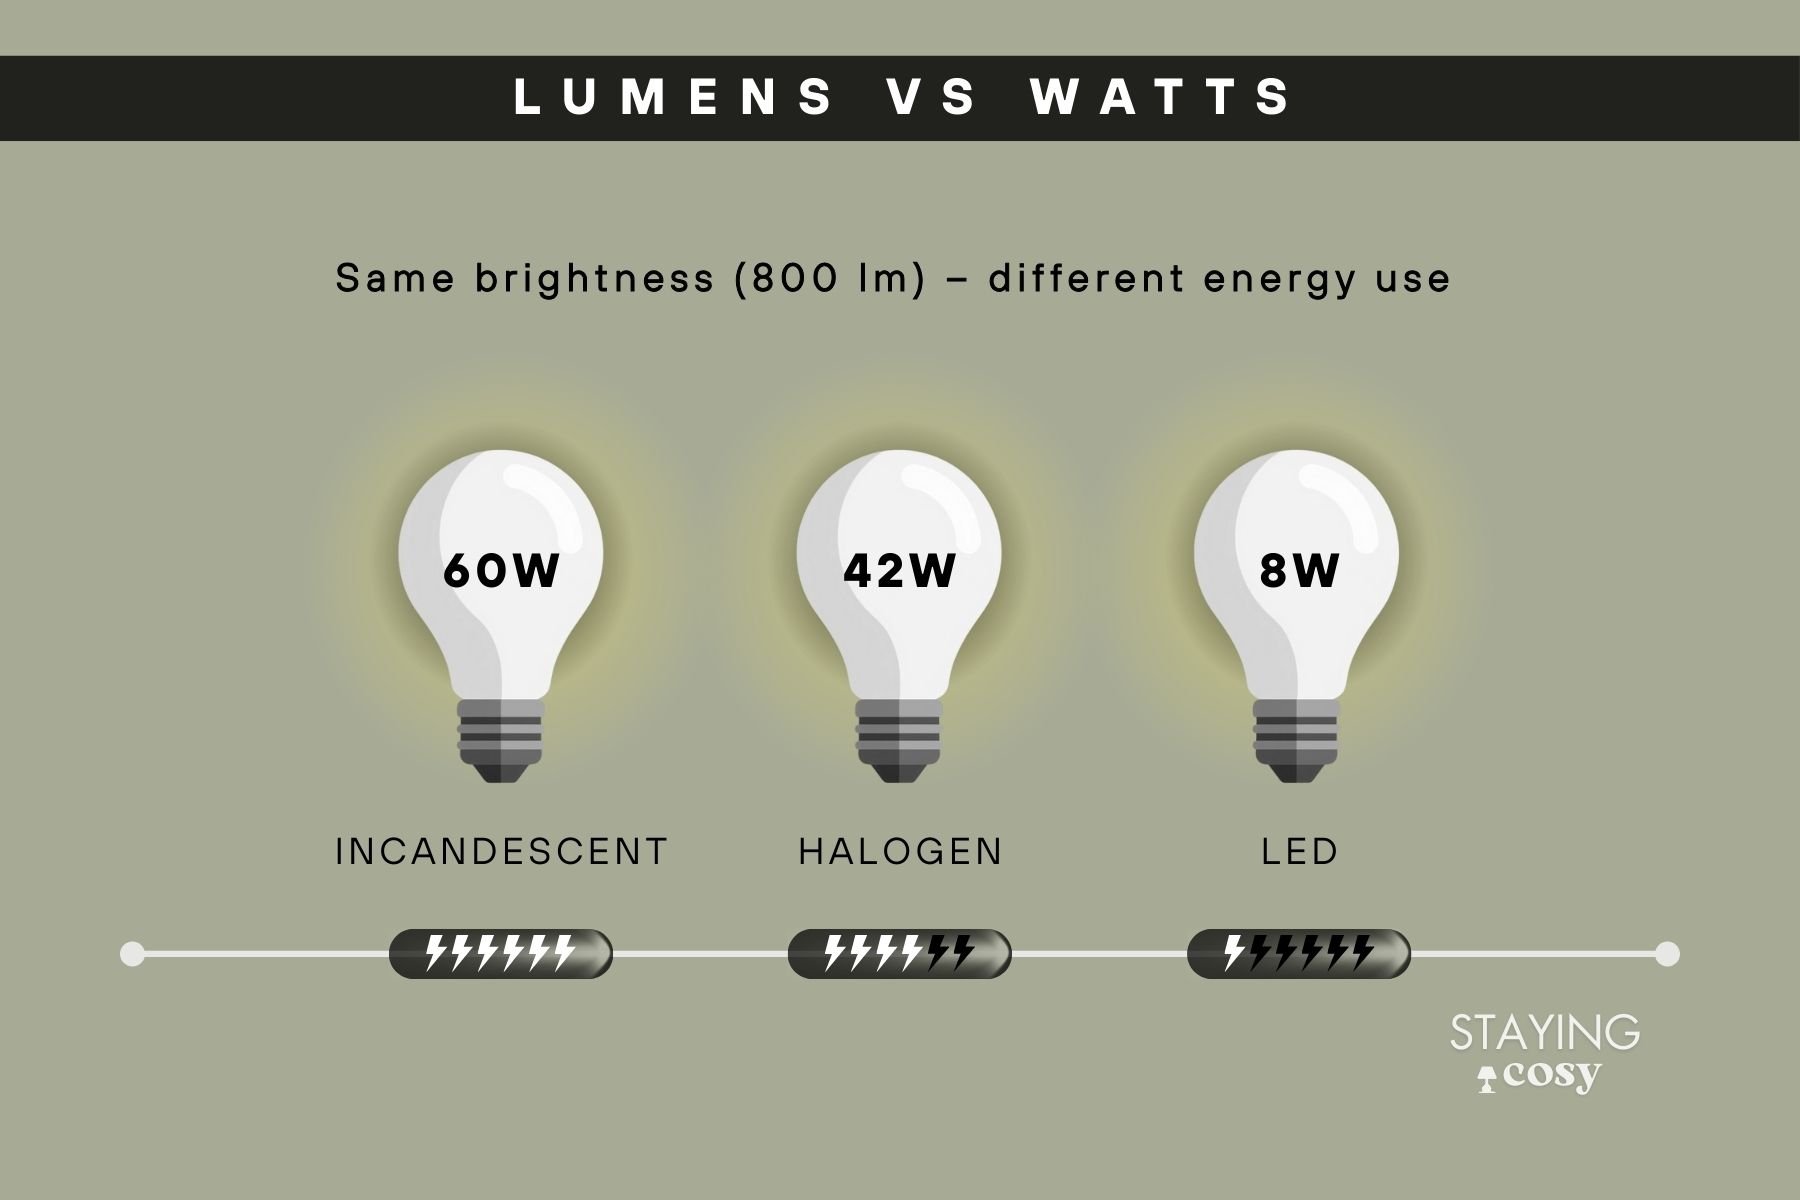 LUMENS VS WATTS
Same brightness (800 lm) – different energy use
60W
42W
8W
INCANDESCENT
HALOGEN
LED
STAYING
cosy